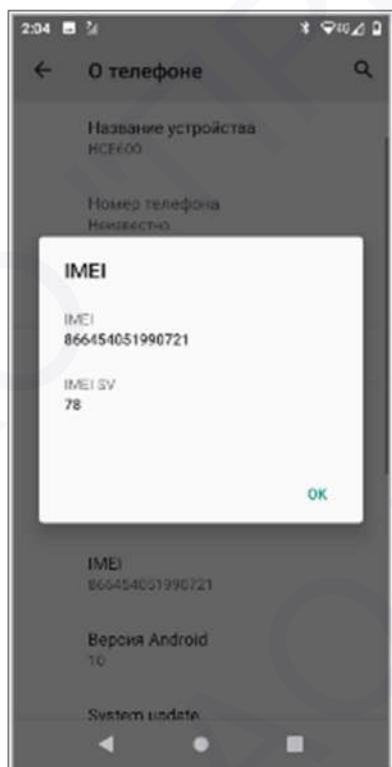 2:04
О телефоне
Название устройства
HCE600
Номер телефона
Неизвестно
IMEI
IMEI
866454051990721
IMEI SV
78
OK
IMEI
866454051990721
Версия Android
10
System update